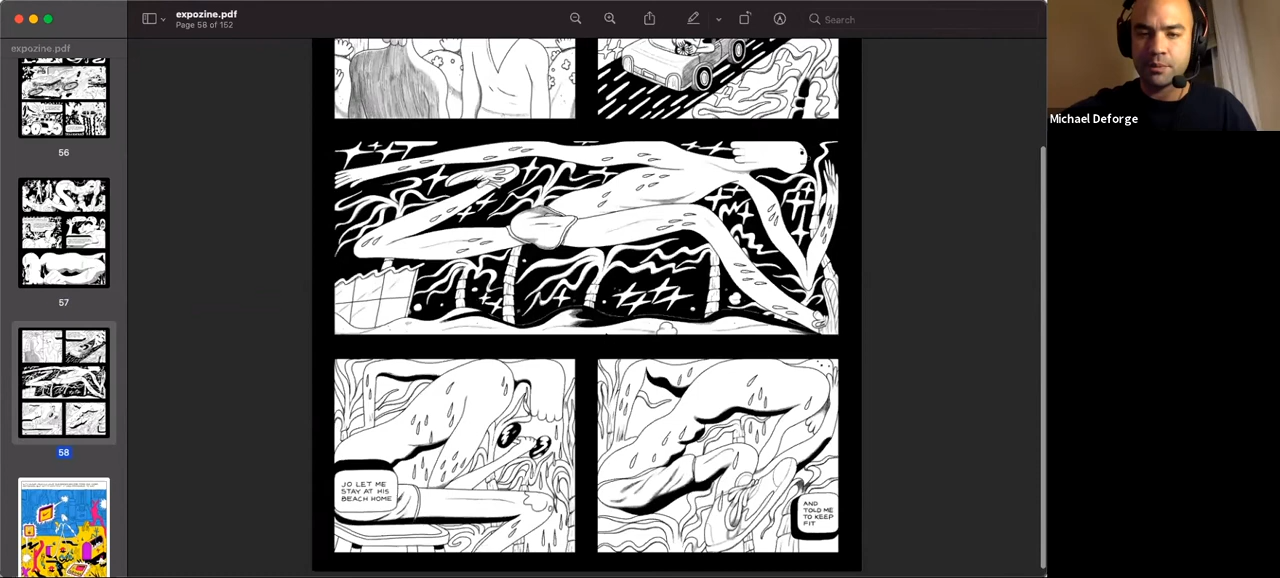 expozine.pdf
Page 58 of 152
Search
expozine.pdf
56
57
58
Michael Deforge
JO LET ME
STAY AT HIS
BEACH HOME
AND
TOLD ME
TO KEEP
FIT